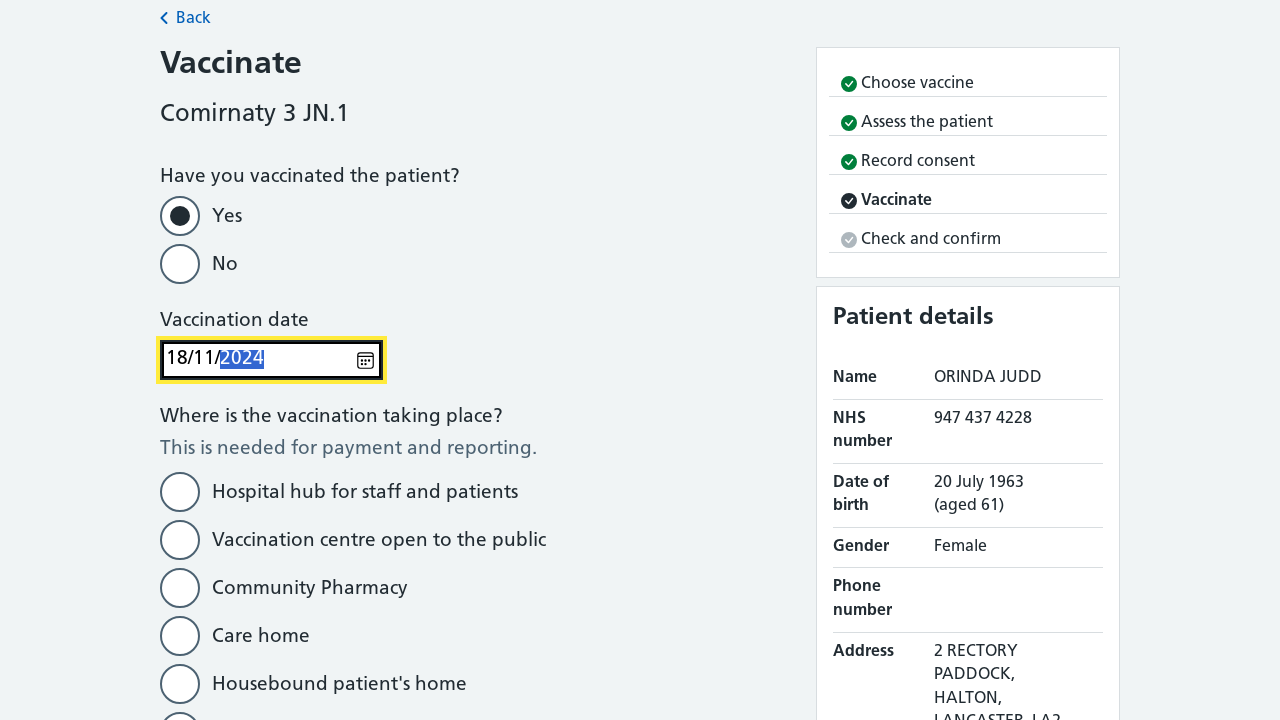 Back
Vaccinate
Comirnaty 3 JN.1
Have you vaccinated the patient?
Yes
No
Vaccination date
18/11/2024
Where is the vaccination taking place?
This is needed for payment and reporting.
Hospital hub for staff and patients
Vaccination centre open to the public
Community Pharmacy
Care home
Housebound patient's home
Choose vaccine
Assess the patient
Record consent
Vaccinate
Check and confirm
Patient details
Name ORINDA JUDD
NHS number 947 437 4228
Date of birth 20 July 1963 (aged 61)
Gender Female
Phone number
Address 2 RECTORY
PADDOCK,
HALTON,
LANCASTER, LA2